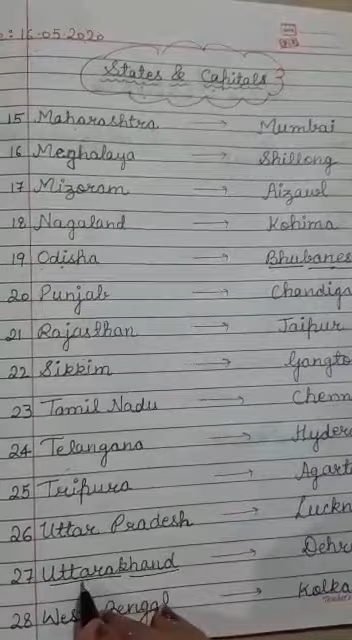 : 16-05-2020
States & Capitals
15 Maharashtra → Mumbai
16 Meghalaya → Shillong
17 Mizoram → Aizawl
18 Nagaland → Kohima
19 Odisha → Bhubanes
20 Punjab → Chandiga
21 Rajasthan → Jaipur
22 Sikkim → Gangto
23 Tamil Nadu → Chenn
24 Telangana → Hyder
25 Tripura → Agart
26 Uttar Pradesh → Luckn
27 Uttarakhand → Dehr
28 West Bengal → Kolka